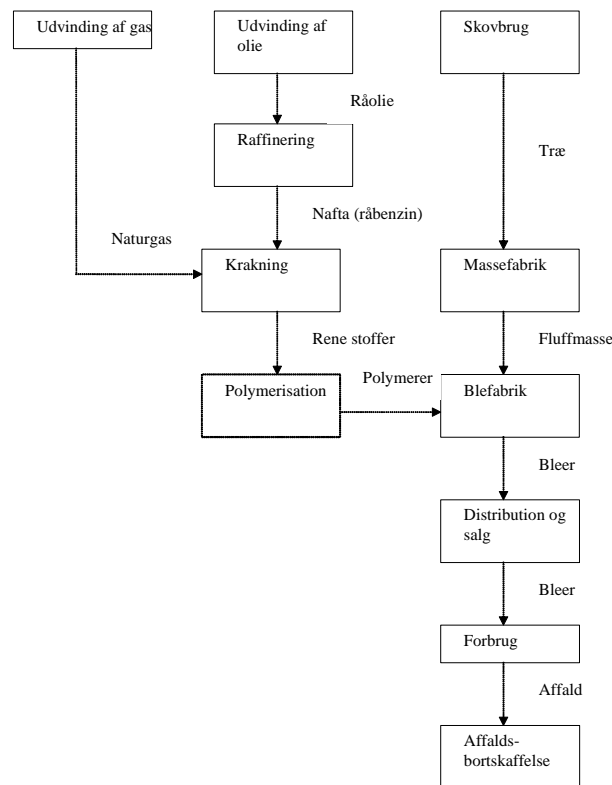 Udvinding af gas
Udvinding af
olie
Skovbrug
Råolie
Raffinering
Træ
Nafta (råbenzin)
Naturgas
Krakning
Massefabrik
Rene stoffer
Fluffmasse
Polymerisation
Polymerer
Blefabrik
Bleer
Distribution og
salg
Bleer
Forbrug
Affald
Affalds-
bortskaffelse